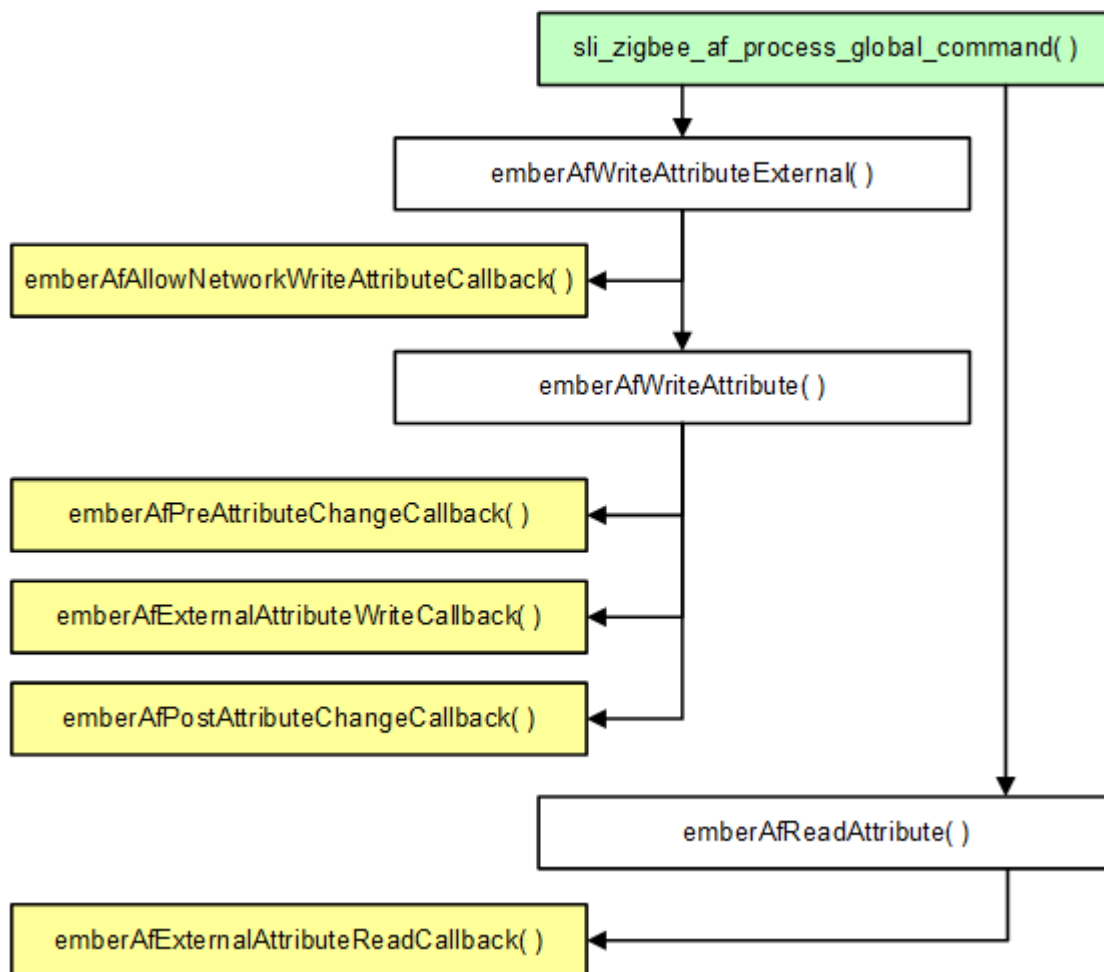 sli_zigbee_af_process_global_command( )
emberAfWriteAttributeExternal( )
emberAfAllowNetworkWriteAttributeCallback( )
emberAfWriteAttribute( )
emberAfPreAttributeChangeCallback( )
emberAfExternalAttributeWriteCallback( )
emberAfPostAttributeChangeCallback( )
emberAfReadAttribute( )
emberAfExternalAttributeReadCallback( )